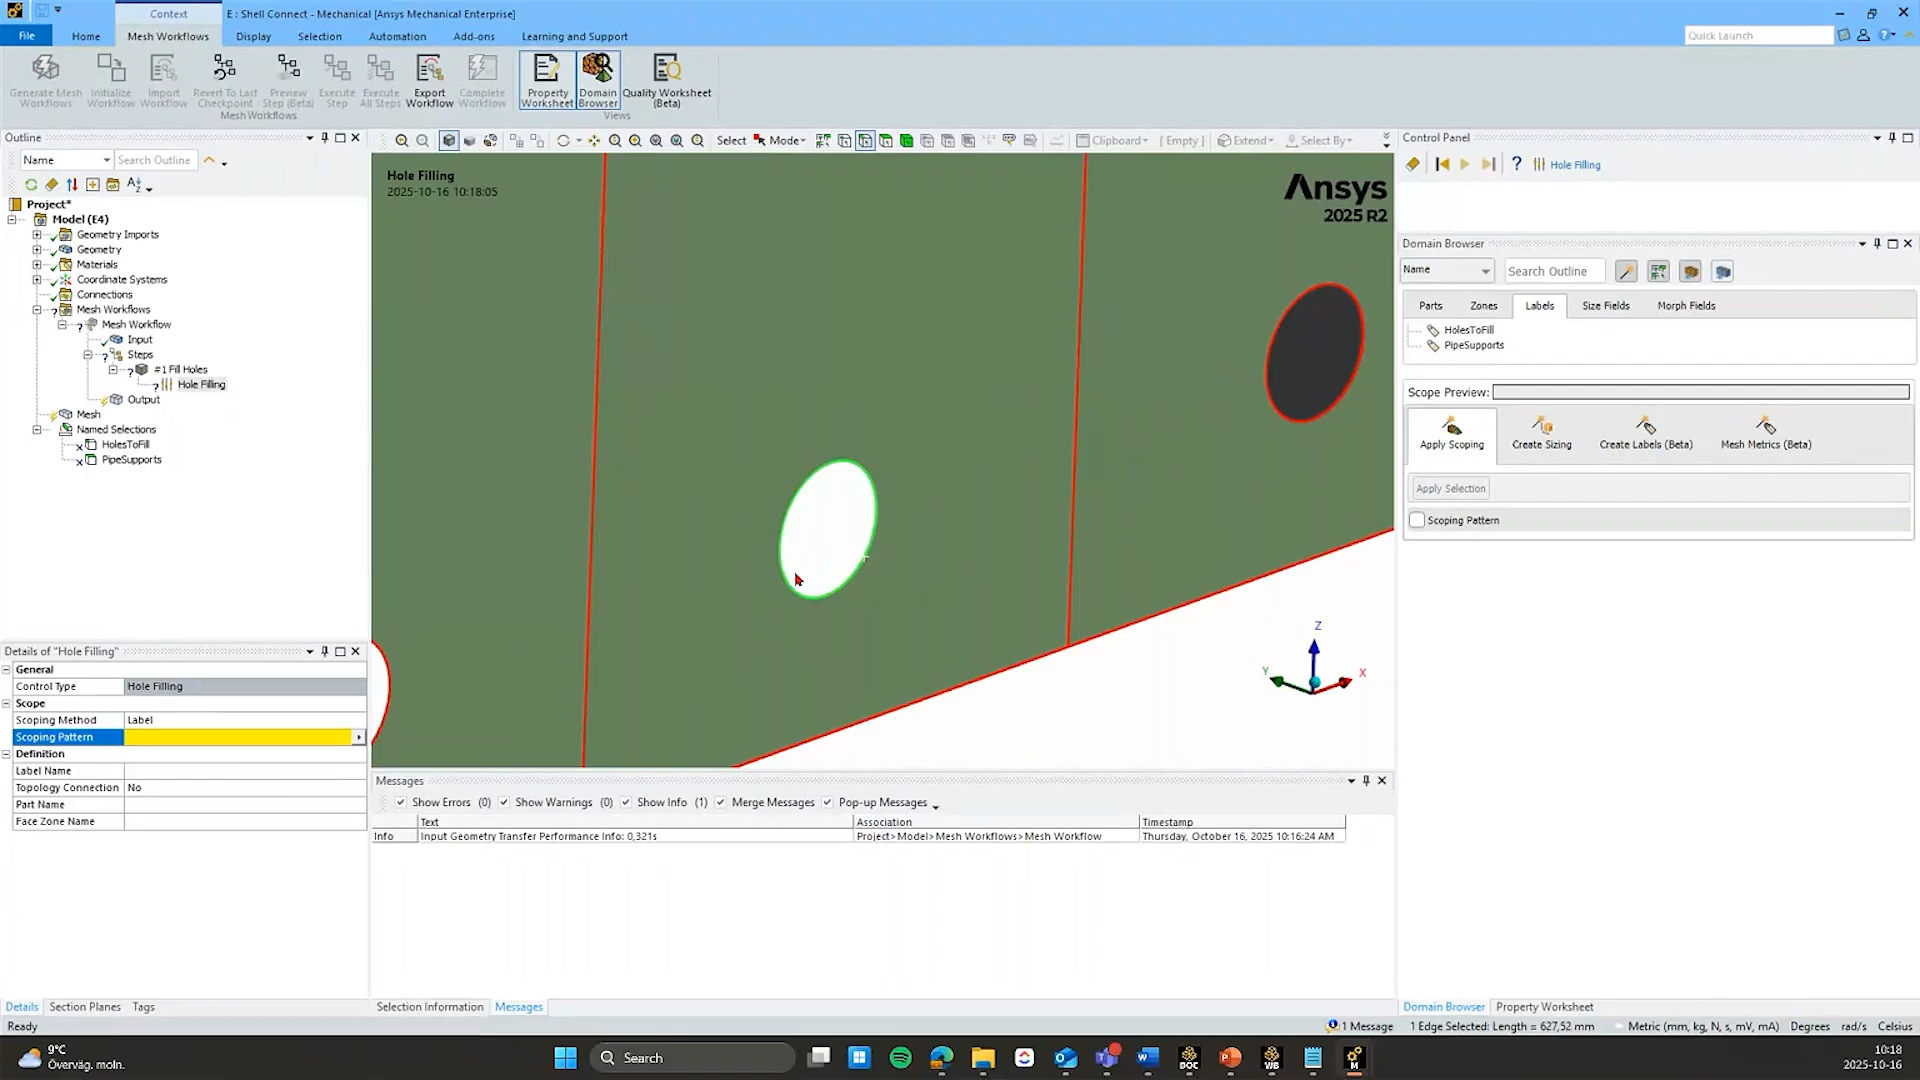 Context
E : Shell Connect - Mechanical [Ansys Mechanical Enterprise]
File
Home
Mesh Workflows
Display
Selection
Automation
Add-ons
Learning and Support
Quick Launch
Generate Mesh Workflows
Initialize Workflow
Import Workflow
Revert To Last Checkpoint
Preview Step (Beta)
Execute Step
Execute All Steps
Export Workflow
Complete Workflow
Property Worksheet
Domain Browser
Quality Worksheet (Beta)
Mesh Workflows
Views
Outline
Name
Search Outline
Project*
Model (E4)
Geometry Imports
Geometry
Materials
Coordinate Systems
Connections
Mesh Workflows
Mesh Workflow
Input
Steps
#1 Fill Holes
Hole Filling
Output
Mesh
Named Selections
HolesToFill
PipeSupports
Select
Mode
Clipboard
[ Empty ]
Extend
Select By
Hole Filling
2025-10-16 10:18:05
Ansys
2025 R2
Z
Y
X
Control Panel
Hole Filling
Domain Browser
Name
Search Outline
Parts
Zones
Labels
Size Fields
Morph Fields
HolesToFill
PipeSupports
Scope Preview:
Apply Scoping
Create Sizing
Create Labels (Beta)
Mesh Metrics (Beta)
Apply Selection
Scoping Pattern
Details of "Hole Filling"
General
Control Type Hole Filling
Scope
Scoping Method Label
Scoping Pattern
Definition
Label Name
Topology Connection No
Part Name
Face Zone Name
Messages
Show Errors (0) Show Warnings (0) Show Info (1) Merge Messages Pop-up Messages
Text Association Timestamp
Info Input Geometry Transfer Performance Info: 0,321s Project>Model>Mesh Workflows>Mesh Workflow Thursday, October 16, 2025 10:16:24 AM
Details
Section Planes
Tags
Selection Information
Messages
Domain Browser
Property Worksheet
Ready
1 Message
1 Edge Selected: Length = 627,52 mm
Metric (mm, kg, N, s, mV, mA)
Degrees
rad/s
Celsius
9°C
Överväg. moln.
Search
DOC
WB
M
10:18
2025-10-16